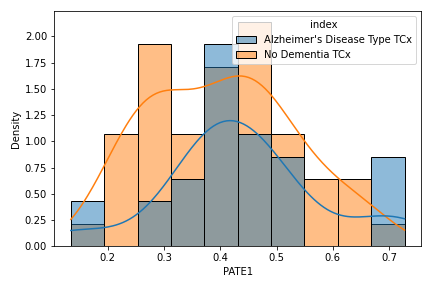 index
Alzheimer's Disease Type TCx
No Dementia TCx
2.00
1.75
1.50
1.25
1.00
0.75
0.50
0.25
0.00
Density
0.2 0.3 0.4 0.5 0.6 0.7
PATE1